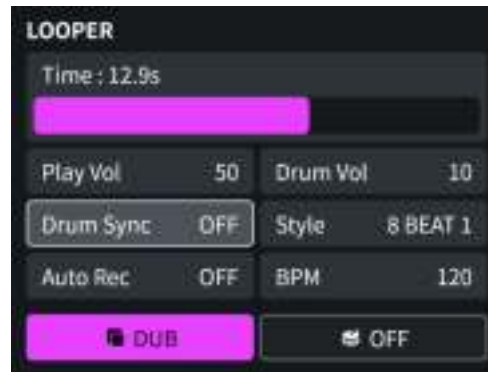 LOOPER
Time : 12.9s
Play Vol 50 Drum Vol 10
Drum Sync OFF Style 8 BEAT 1
Auto Rec OFF BPM 120
DUB OFF